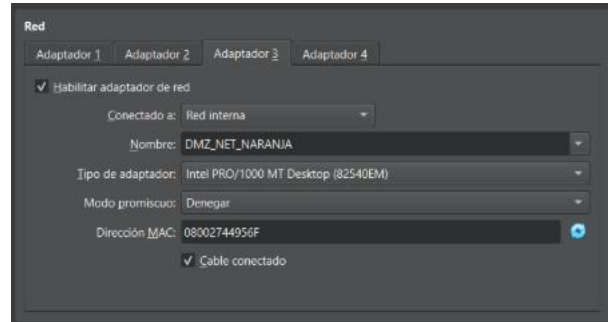 Red
Adaptador 1 Adaptador 2 Adaptador 3 Adaptador 4
Habilitar adaptador de red
Conectado a: Red interna
Nombre: DMZ_NET_NARANJA
Tipo de adaptador: Intel PRO/1000 MT Desktop (82540EM)
Modo promiscuo: Denegar
Dirección MAC: 08002744956F
Cable conectado